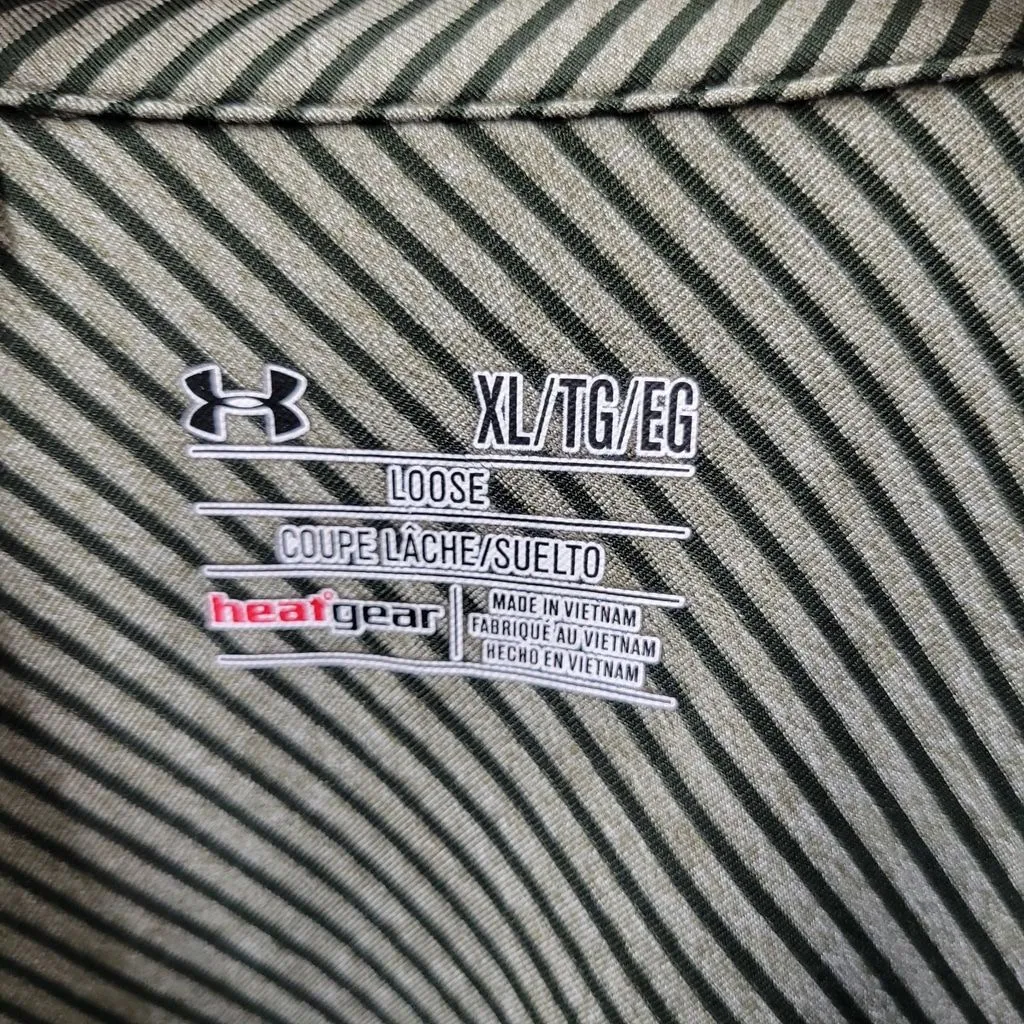 XL/TG/EG
LOOSE
COUPE LÂCHE/SUELTO
heatgear
MADE IN VIETNAM
FABRIQUÉ AU VIETNAM
HECHO EN VIETNAM